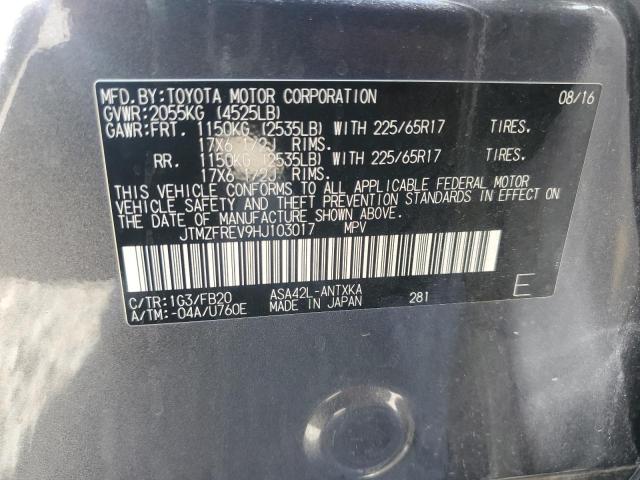 MFD.BY:TOYOTA MOTOR CORPORATION 08/16
GVWR:2055KG (4525LB)
GAWR:FRT. 1150KG (2535LB) WITH 225/65R17 TIRES.
17X6 1/2J RIMS.
RR. 1150KG (2535LB) WITH 225/65R17 TIRES.
17X6 1/2J RIMS.
THIS VEHICLE CONFORMS TO ALL APPLICABLE FEDERAL MOTOR
VEHICLE SAFETY AND THEFT PREVENTION STANDARDS IN EFFECT ON
THE DATE OF MANUFACTURE SHOWN ABOVE.
JTMZFREV9HJ103017 MPV
C/TR:1G3/FB20 ASA42L-ANTXKA 281 E
A/TM:-04A/U760E MADE IN JAPAN